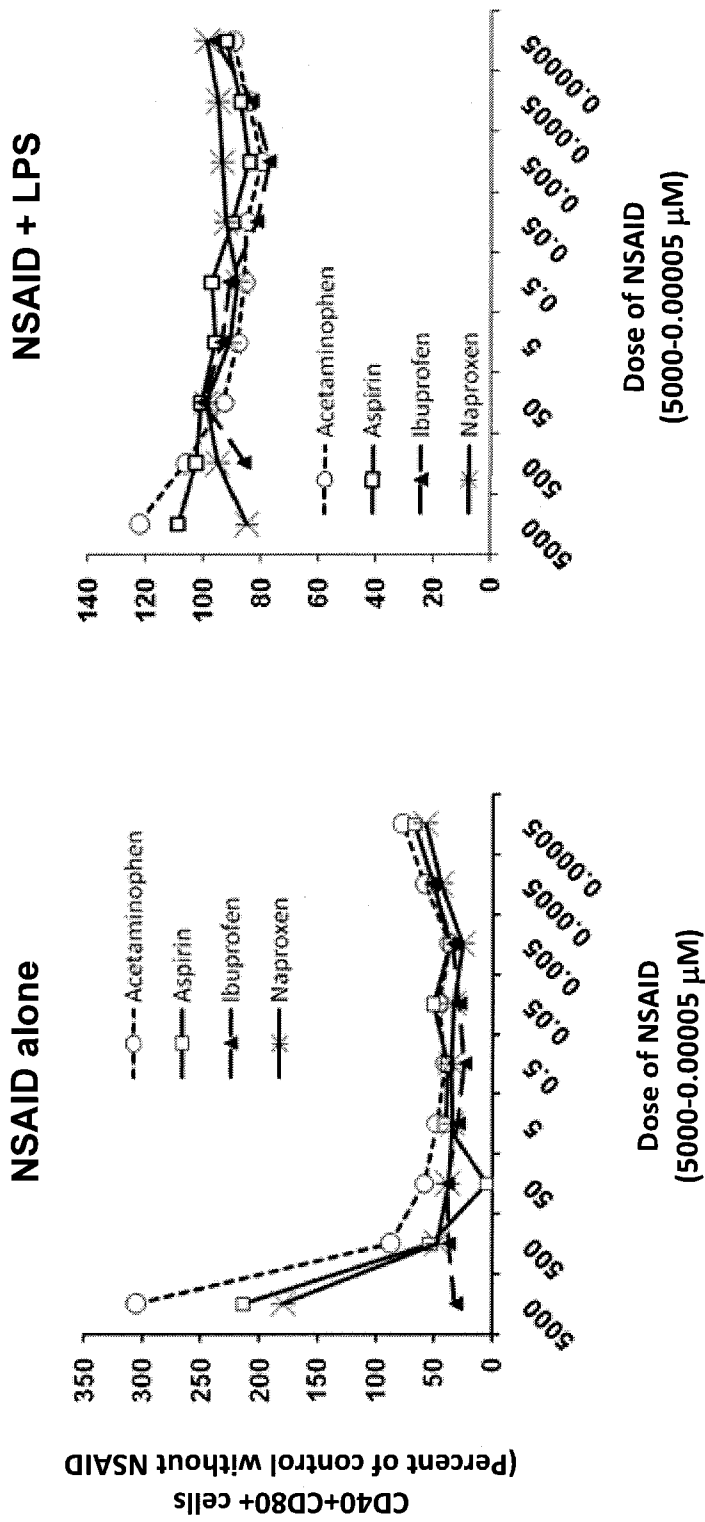 NSAID alone
CD40+CD80+ cells
(Percent of control without NSAID
350
300
250
200
150
100
50
0
Acetaminophen
Aspirin
Ibuprofen
Naproxen
5000
500
50
5
0.5
0.05
0.005
0.0005
0.00005
Dose of NSAID
(5000-0.00005 µM)
NSAID + LPS
140
120
100
80
60
40
20
0
Acetaminophen
Aspirin
Ibuprofen
Naproxen
5000
500
50
5
0.5
0.05
0.005
0.0005
0.00005
Dose of NSAID
(5000-0.00005 µM)